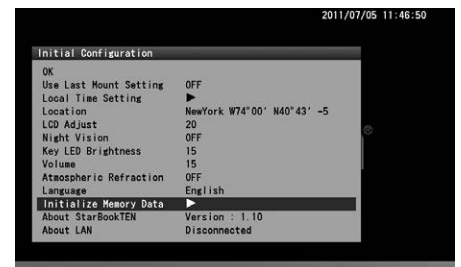 2011/07/05 11:46:50
Initial Configuration
OK
Use Last Mount Setting OFF
Local Time Setting ▶
Location NewYork W74°00′ N40°43′ -5
LCD Adjust 20
Night Vision OFF
Key LED Brightness 15
Volume 15
Atmospheric Refraction OFF
Language English
Initialize Memory Data ▶
About StarBookTEN Version : 1.10
About LAN Disconnected
®